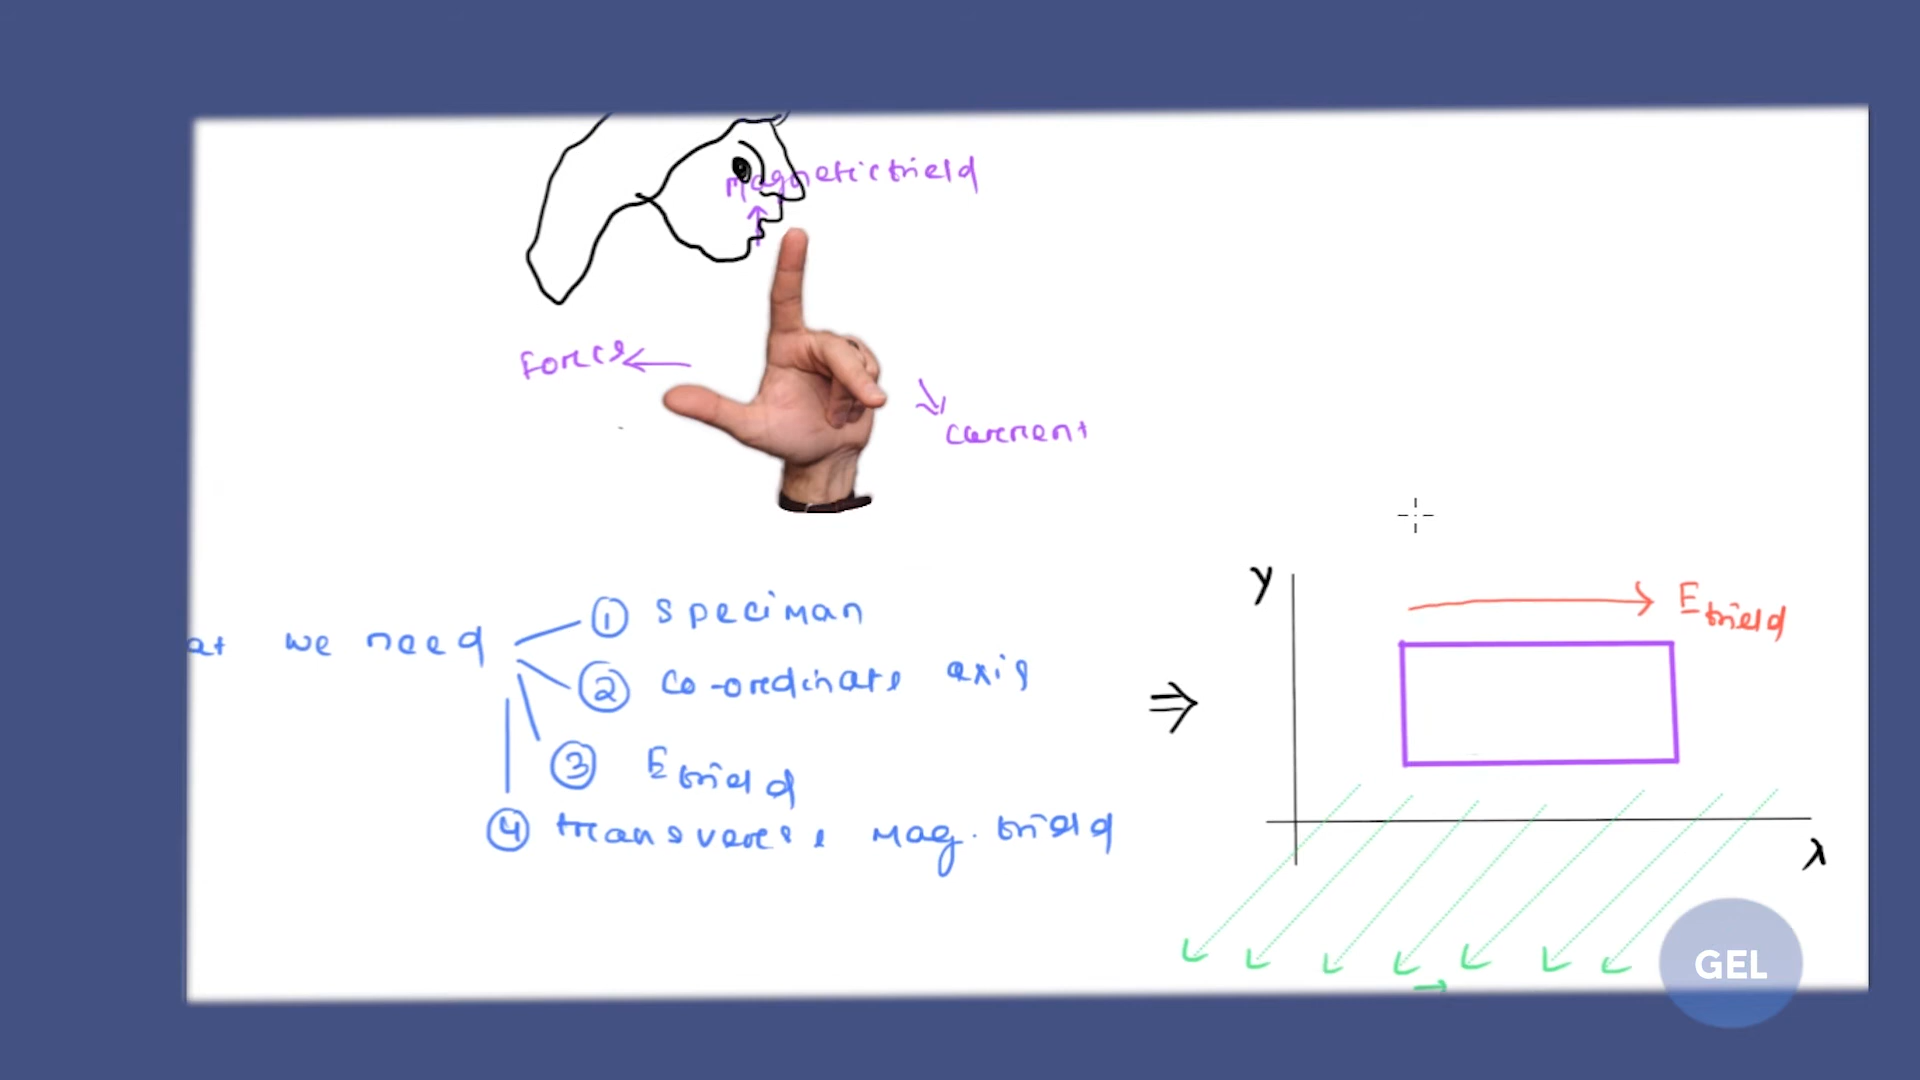 Magnetic field
Force
Current
at we need
① Speciman
② Co-ordinate axis
③ E field
④ transverse Mag. field
⇒
y
E field
x
GEL